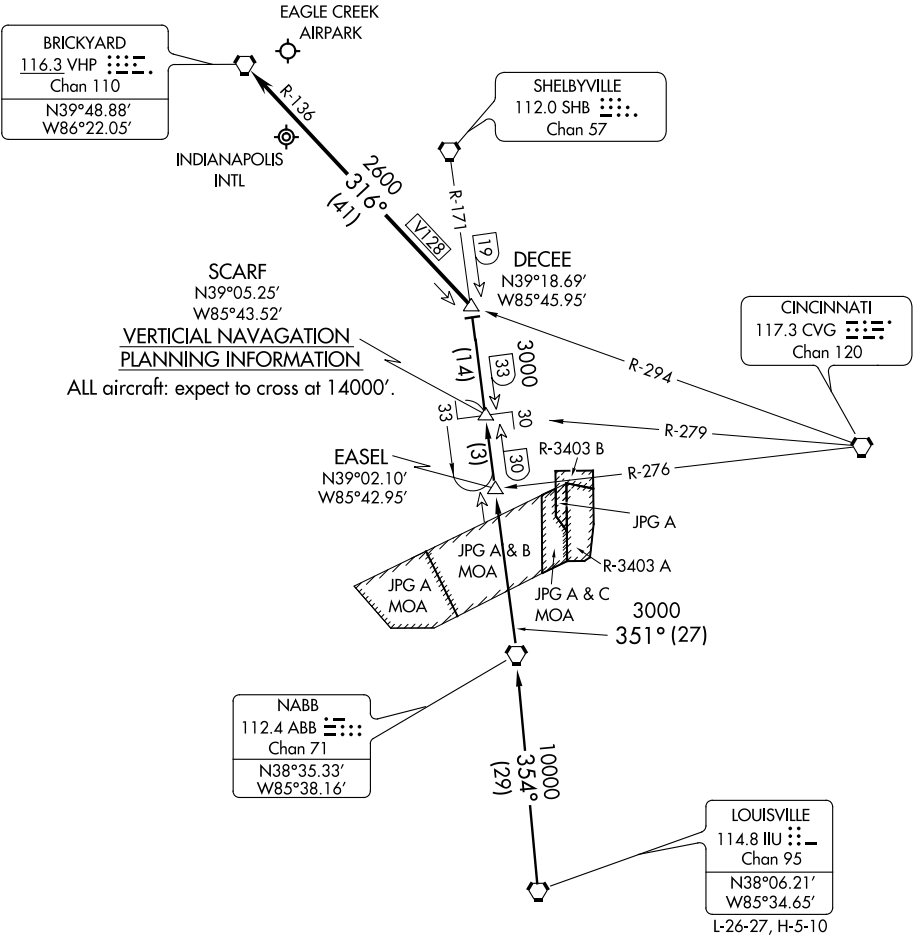 EAGLE CREEK
AIRPARK
BRICKYARD
116.3 VHP
Chan 110
N39°48.88′
W86°22.05′
R-136
INDIANAPOLIS
INTL
SHELBYVILLE
112.0 SHB
Chan 57
R-171
2600
316°
(41)
V128
19
DECEE
N39°18.69′
W85°45.95′
SCARF
N39°05.25′
W85°43.52′
VERTICIAL NAVAGATION
PLANNING INFORMATION
ALL aircraft: expect to cross at 14000′.
CINCINNATI
117.3 CVG
Chan 120
3000
(14)
33
R-294
33
30
R-279
(3)
30
R-3403 B
R-276
EASEL
N39°02.10′
W85°42.95′
JPG A
JPG A & B
MOA
R-3403 A
JPG A
MOA
JPG A & C
MOA
3000
351° (27)
NABB
112.4 ABB
Chan 71
N38°35.33′
W85°38.16′
10000
354°
(29)
LOUISVILLE
114.8 IIU
Chan 95
N38°06.21′
W85°34.65′
L-26-27, H-5-10